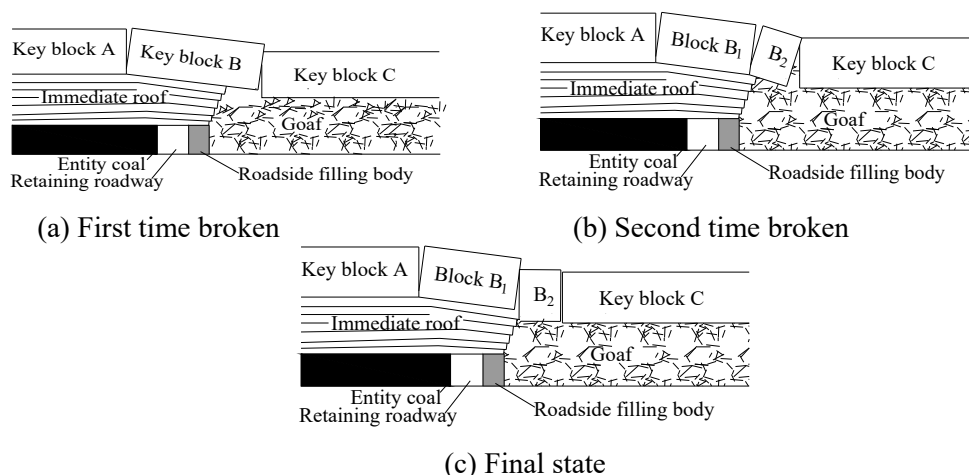 Key block A
Key block B
Key block C
Immediate roof
Goaf
Entity coal
Retaining roadway
Roadside filling body
(a) First time broken
Key block A
Block B1
B2
Key block C
Immediate roof
Goaf
Entity coal
Retaining roadway
Roadside filling body
(b) Second time broken
Key block A
Block B1
B2
Key block C
Immediate roof
Goaf
Entity coal
Retaining roadway
Roadside filling body
(c) Final state